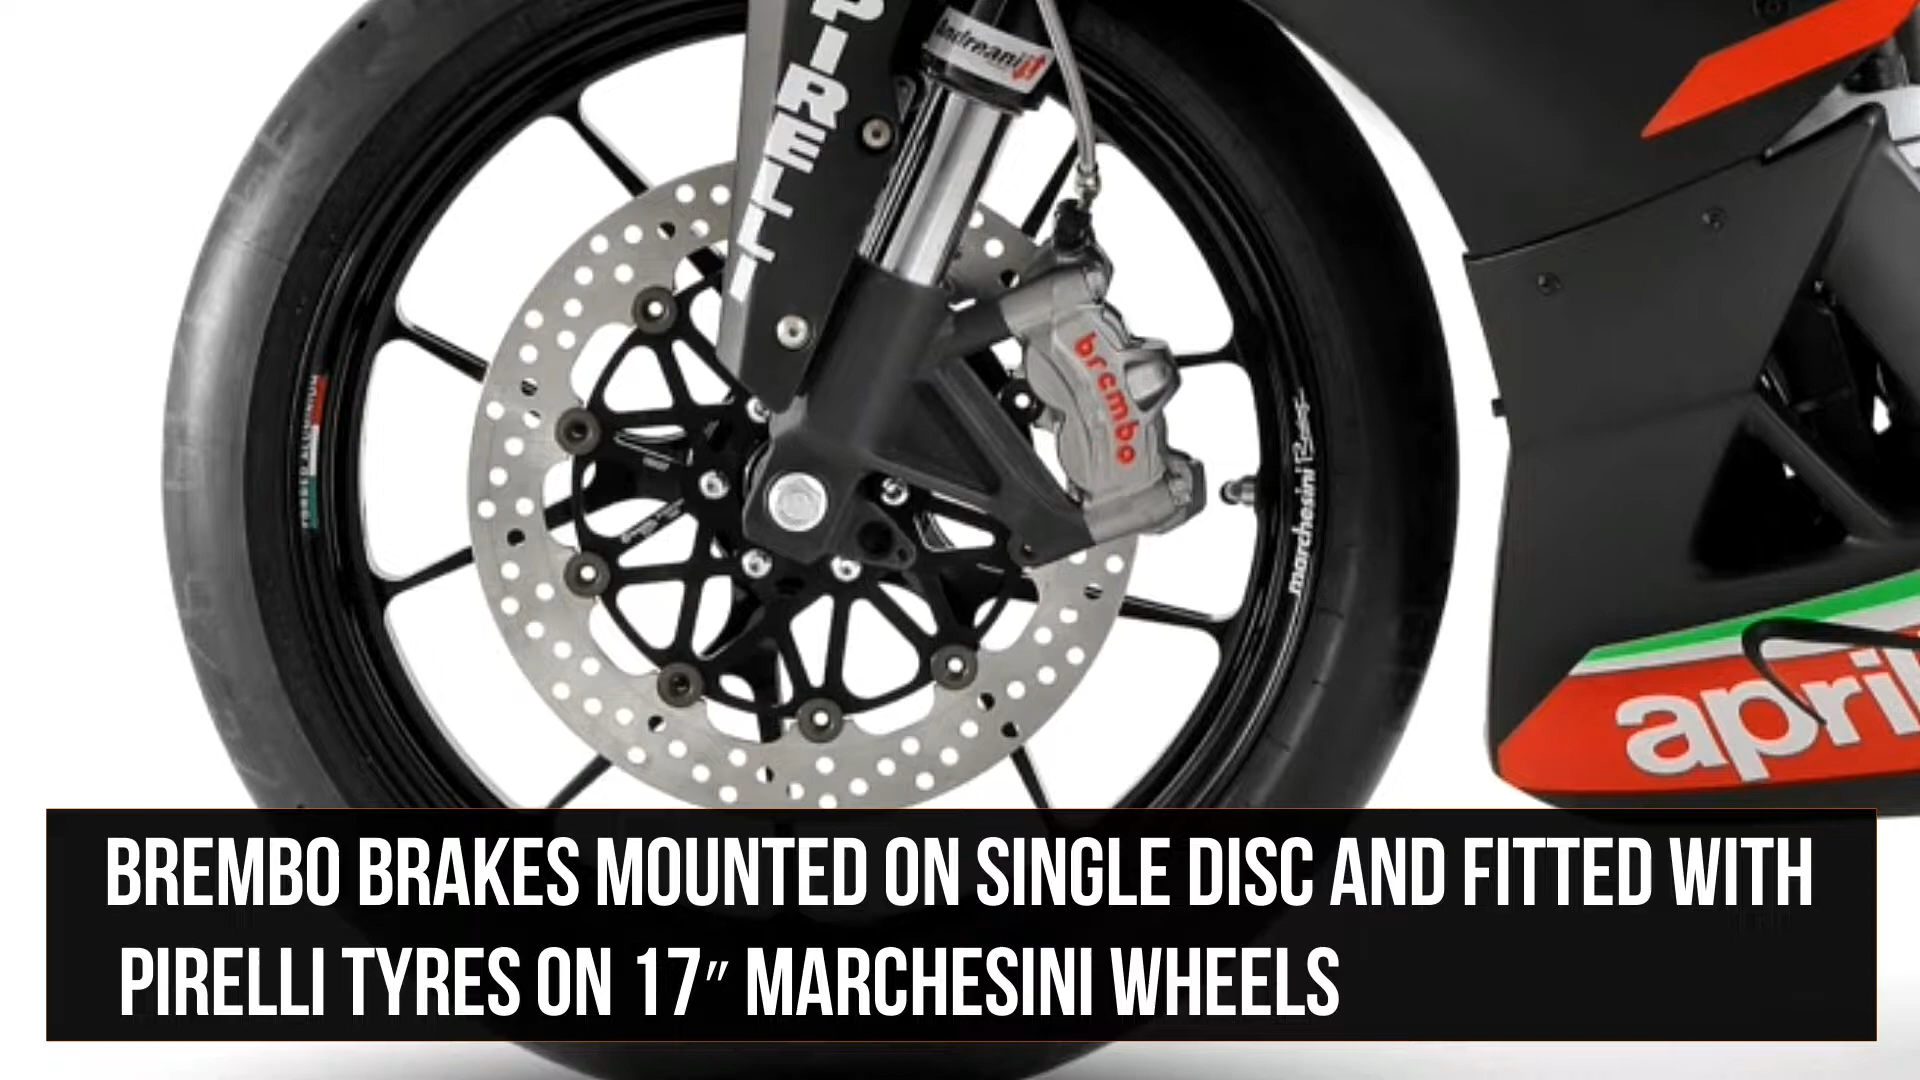 PIRELLI
Andreani
brembo
marchesini
april
BREMBO BRAKES MOUNTED ON SINGLE DISC AND FITTED WITH
PIRELLI TYRES ON 17″ MARCHESINI WHEELS